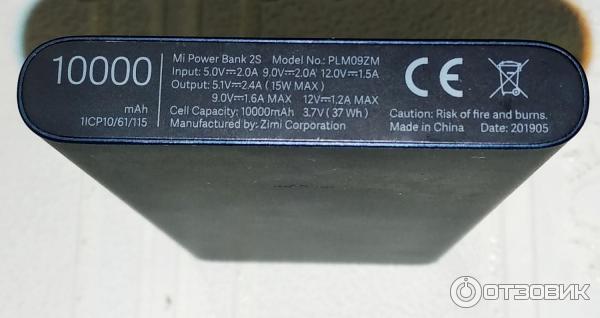 10000
mAh
1ICP10/61/115
Mi Power Bank 2S Model No.: PLM09ZM
Input: 5.0V⎓2.0A 9.0V⎓2.0A 12.0V⎓1.5A
Output: 5.1V⎓2.4A (15W MAX)
9.0V⎓1.6A MAX 12V⎓1.2A MAX
Cell Capacity: 10000mAh 3.7V (37 Wh)
Manufactured by: Zimi Corporation
CE
Caution: Risk of fire and burns.
Made in China Date: 201905
ОТЗОВИК